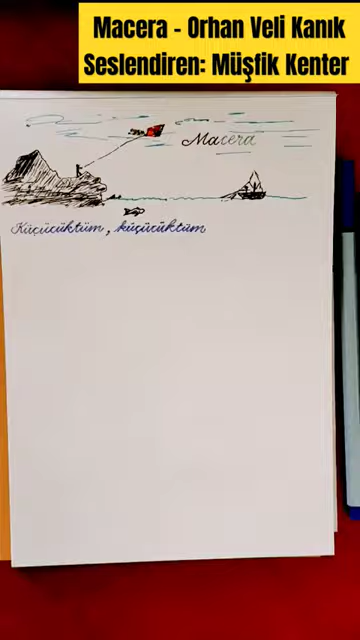 Macera - Orhan Veli Kanık
Seslendiren: Müşfik Kenter
Macera
Küçücüktüm, küçücüktüm